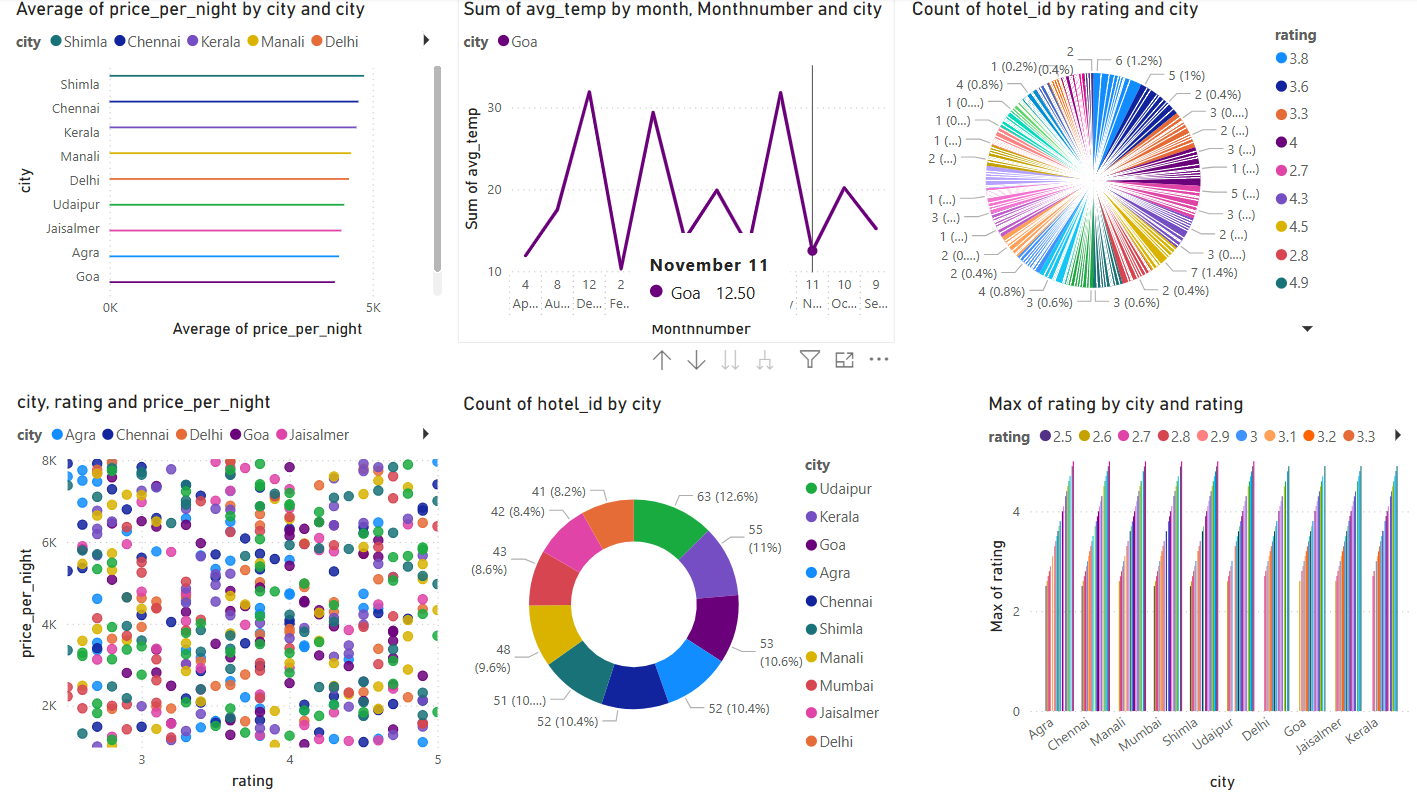 Average of price_per_night by city and city
city Shimla Chennai Kerala Manali Delhi
Shimla
Chennai
Kerala
Manali
Delhi
Udaipur
Jaisalmer
Agra
Goa
city
0K 5K
Average of price_per_night
Sum of avg_temp by month, Monthnumber and city
city Goa
Sum of avg_temp
30
20
10
November 11
Goa 12.50
4 8 12 2 11 10 9
Ap... Au... De... Fe... N... Oc... Se...
Monthnumber
Count of hotel_id by rating and city
2
1 (0.2%)
(0.4%)
4 (0.8%)
1 (0....)
1 (0...)
1 (...)
2 (...)
1 (...)
3 (...)
1 (...)
2 (0....)
2 (0.4%)
4 (0.8%)
3 (0.6%)
6 (1.2%)
5 (1%)
2 (0.4%)
3 (0....)
2 (...)
3 (...)
1 (...)
5 (...)
3 (...)
2 (...)
3 (0....)
7 (1.4%)
2 (0.4%)
3 (0.6%)
rating
3.8
3.6
3.3
4
2.7
4.3
4.5
2.8
4.9
city, rating and price_per_night
city Agra Chennai Delhi Goa Jaisalmer
8K
6K
4K
2K
price_per_night
3 4 5
rating
Count of hotel_id by city
41 (8.2%)
42 (8.4%)
43
(8.6%)
48
(9.6%)
51 (10....)
52 (10.4%)
63 (12.6%)
55
(11%)
53
(10.6%)
52 (10.4%)
city
Udaipur
Kerala
Goa
Agra
Chennai
Shimla
Manali
Mumbai
Jaisalmer
Delhi
Max of rating by city and rating
rating 2.5 2.6 2.7 2.8 2.9 3 3.1 3.2 3.3
Max of rating
4
2
0
Agra Chennai Manali Mumbai Shimla Udaipur Delhi Goa Jaisalmer Kerala
city